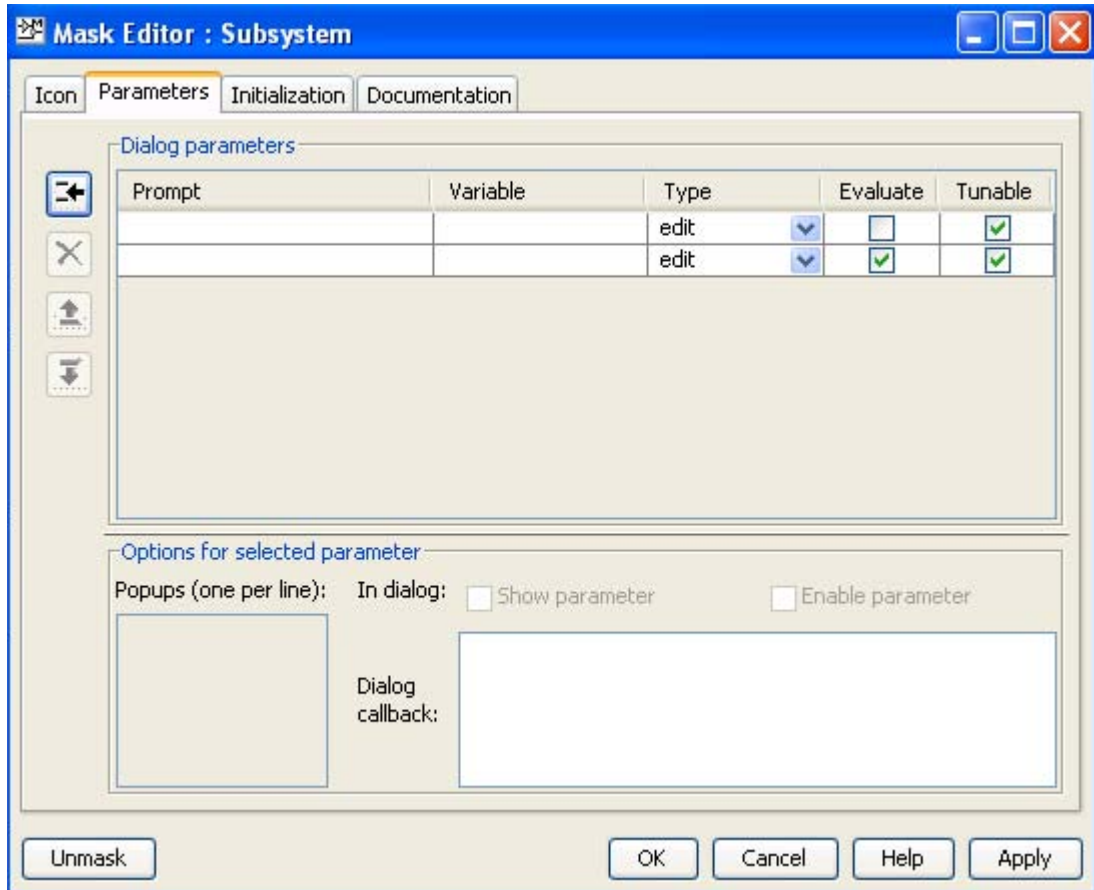 Mask Editor : Subsystem
Icon Parameters Initialization Documentation
Dialog parameters
Prompt Variable Type Evaluate Tunable
edit
edit
Options for selected parameter
Popups (one per line): In dialog: Show parameter Enable parameter
Dialog
callback:
Unmask OK Cancel Help Apply